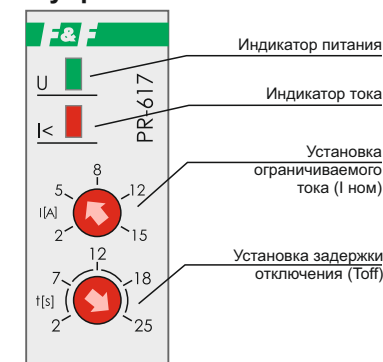 F&F
U
Индикатор питания
I<
Индикатор тока
PR-617
8
5
12
I[A]
2
15
Установка
ограничиваемого
тока (I ном)
12
7
18
t[s]
2
25
Установка задержки
отключения (Toff)